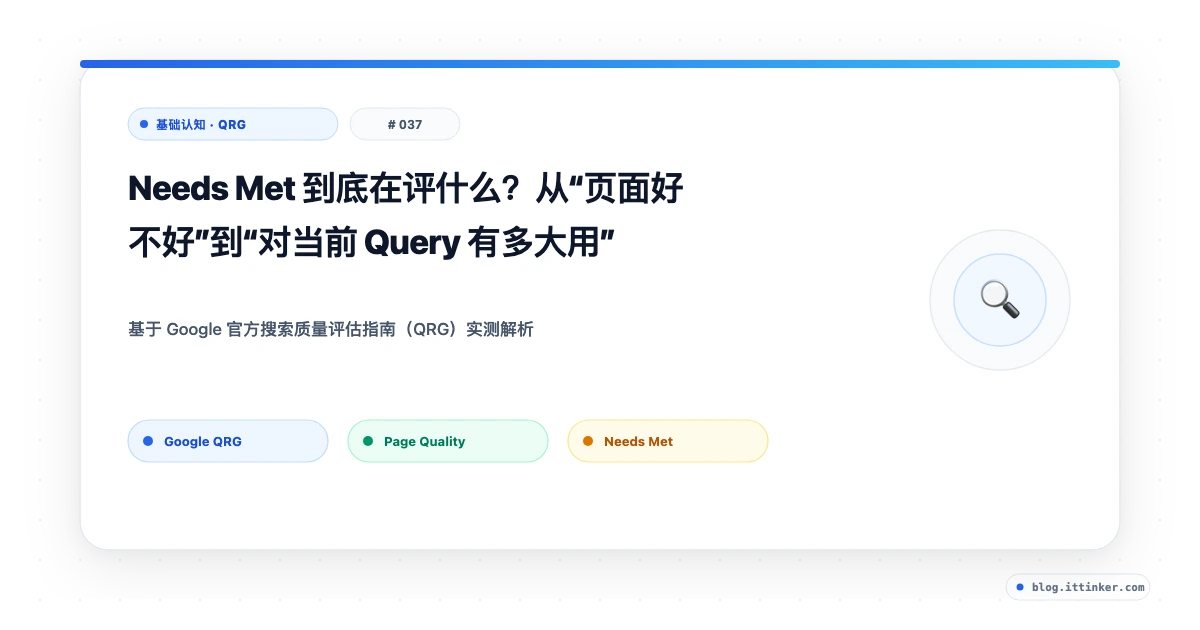 基础认知 · QRG
# 037
Needs Met 到底在评什么？从“页面好
不好”到“对当前 Query 有多大用”
基于 Google 官方搜索质量评估指南（QRG）实测解析
Google QRG
Page Quality
Needs Met
blog.ittinker.com